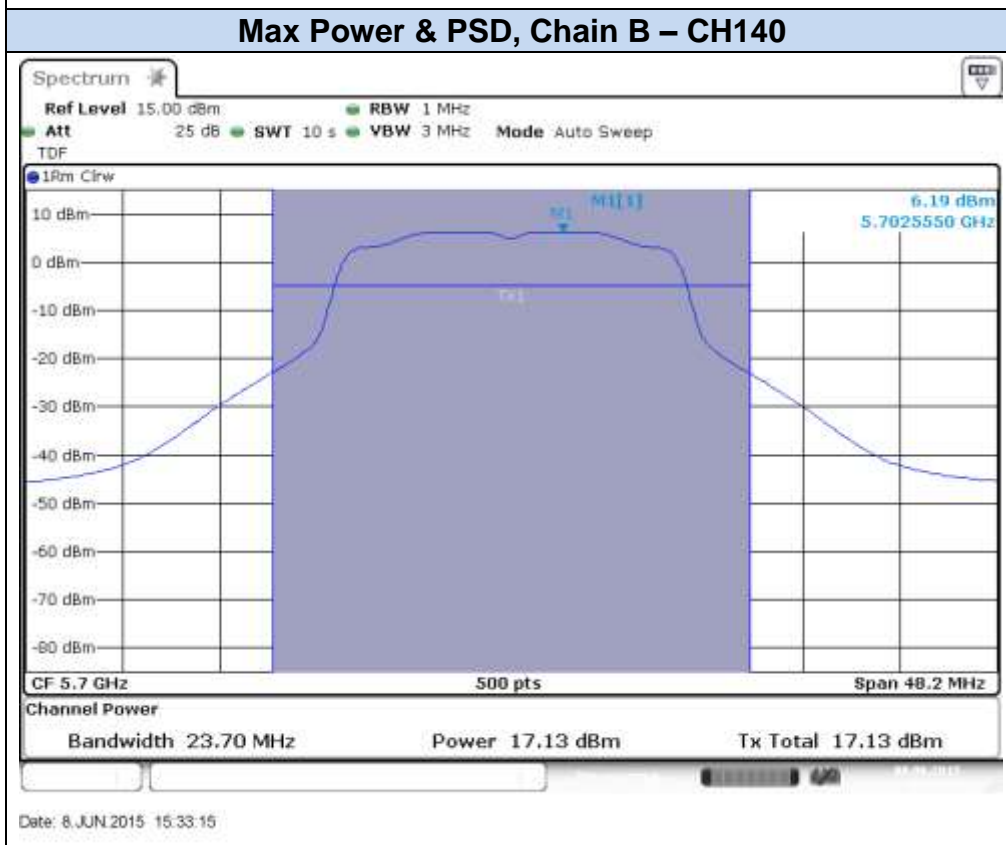 Max Power & PSD, Chain B – CH140
Spectrum
Ref Level 15.00 dBm RBW 1 MHz
Att 25 dB SWT 10 s VBW 3 MHz Mode Auto Sweep
TDF
1Rm Clrw
M1[1] 6.19 dBm
5.7025550 GHz
M1
10 dBm
0 dBm
Tx1
-10 dBm
-20 dBm
-30 dBm
-40 dBm
-50 dBm
-60 dBm
-70 dBm
-80 dBm
CF 5.7 GHz 500 pts Span 48.2 MHz
Channel Power
Bandwidth 23.70 MHz Power 17.13 dBm Tx Total 17.13 dBm
Date: 8.JUN.2015 15:33:15